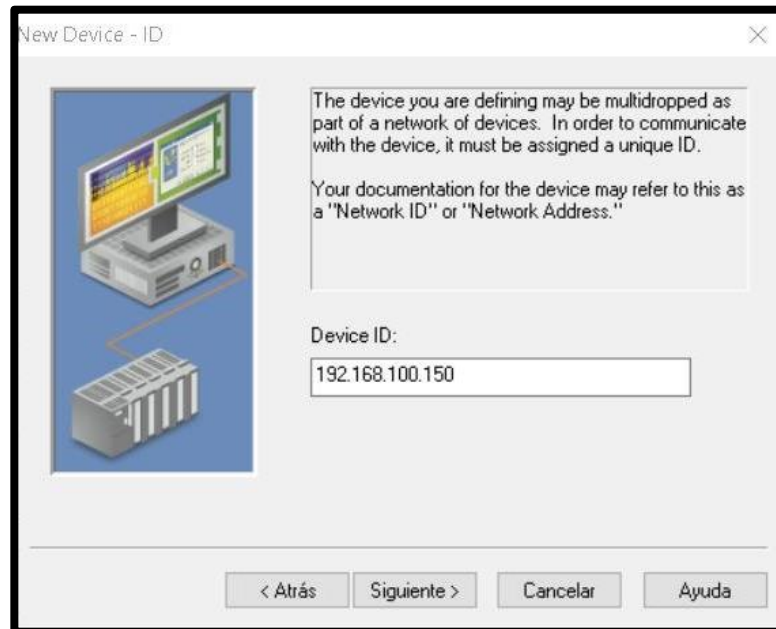 New Device - ID
The device you are defining may be multidropped as
part of a network of devices. In order to communicate
with the device, it must be assigned a unique ID.
Your documentation for the device may refer to this as
a "Network ID" or "Network Address."
Device ID:
192.168.100.150
< Atrás
Siguiente >
Cancelar
Ayuda